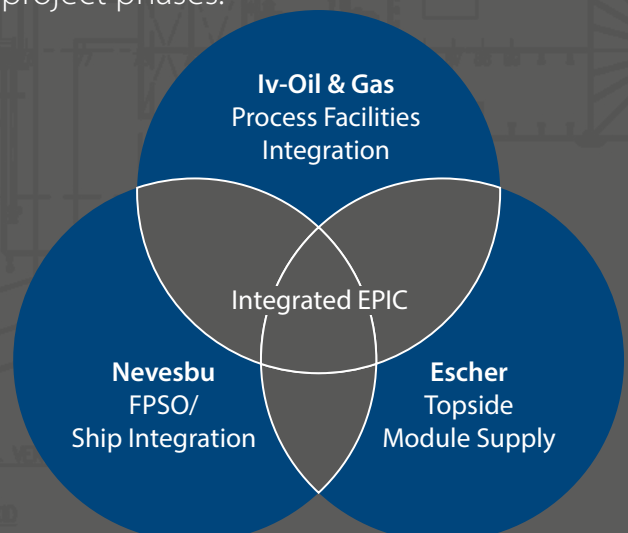 project phases.
Iv-Oil & Gas
Process Facilities
Integration
Integrated EPIC
Nevesbu
FPSO/
Ship Integration
Escher
Topside
Module Supply